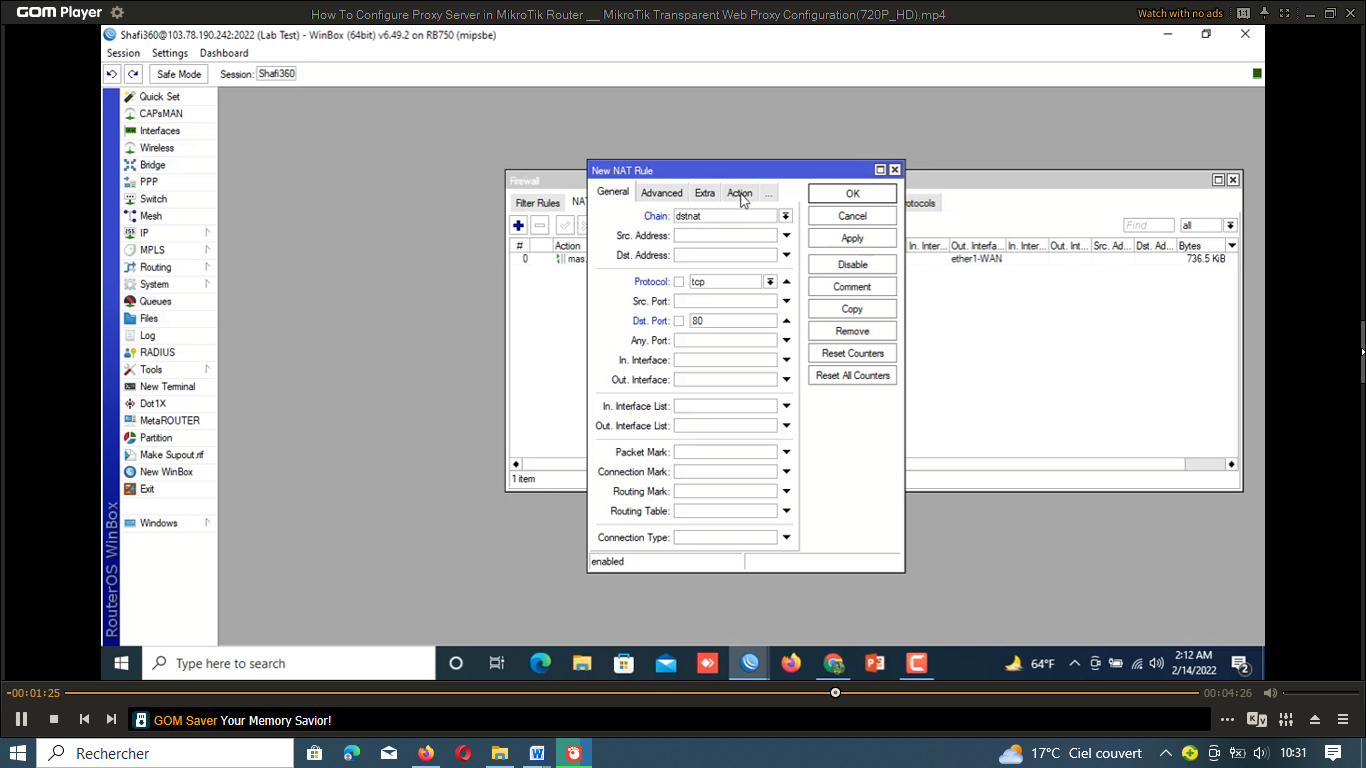 GOM Player
How To Configure Proxy Server in MikroTik Router __ MikroTik Transparent Web Proxy Configuration(720P_HD).mp4
Watch with no ads
Shafi360@103.78.190.242:2022 (Lab Test) - WinBox (64bit) v6.49.2 on RB750 (mipsbe)
Session Settings Dashboard
Safe Mode Session: Shafi360
Quick Set
CAPsMAN
Interfaces
Wireless
Bridge
PPP
Switch
Mesh
IP
MPLS
Routing
System
Queues
Files
Log
RADIUS
Tools
New Terminal
Dot1X
MetaROUTER
Partition
Make Supout.rif
New WinBox
Exit
Windows
RouterOS WinBox
Firewall
Filter Rules NA
otocols
Find all
# Action In. Inter... Out. Interfa... In. Inter... Out. Int... Src. Ad... Dst. Ad... Bytes
0 mas. ether1-WAN 736.5 KiB
1 item
New NAT Rule
General Advanced Extra Action ...
Chain: dstnat
Src. Address:
Dst. Address:
Protocol: tcp
Src. Port:
Dst. Port: 80
Any. Port:
In. Interface:
Out. Interface:
In. Interface List:
Out. Interface List:
Packet Mark:
Connection Mark:
Routing Mark:
Routing Table:
Connection Type:
enabled
OK
Cancel
Apply
Disable
Comment
Copy
Remove
Reset Counters
Reset All Counters
Type here to search
64°F
2:12 AM
2/14/2022
2
-00:01:25
00:04:26
GOM Saver Your Memory Savior!
Rechercher
17°C Ciel couvert
10:31